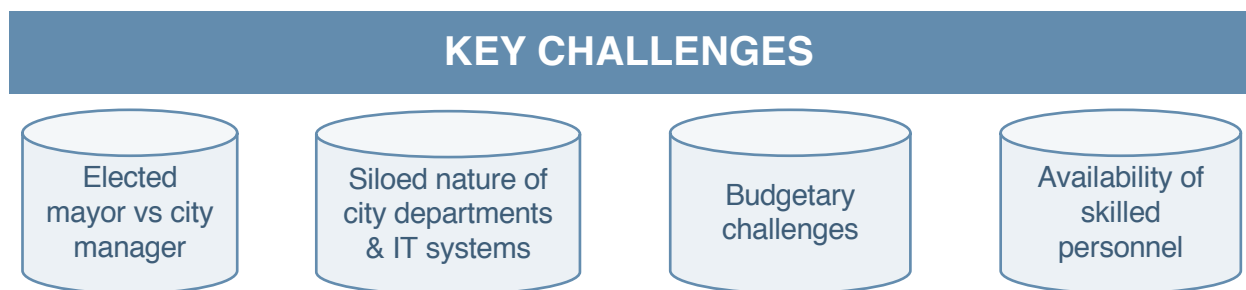 KEY CHALLENGES
Elected
mayor vs city
manager
Siloed nature of
city departments
& IT systems
Budgetary
challenges
Availability of
skilled
personnel